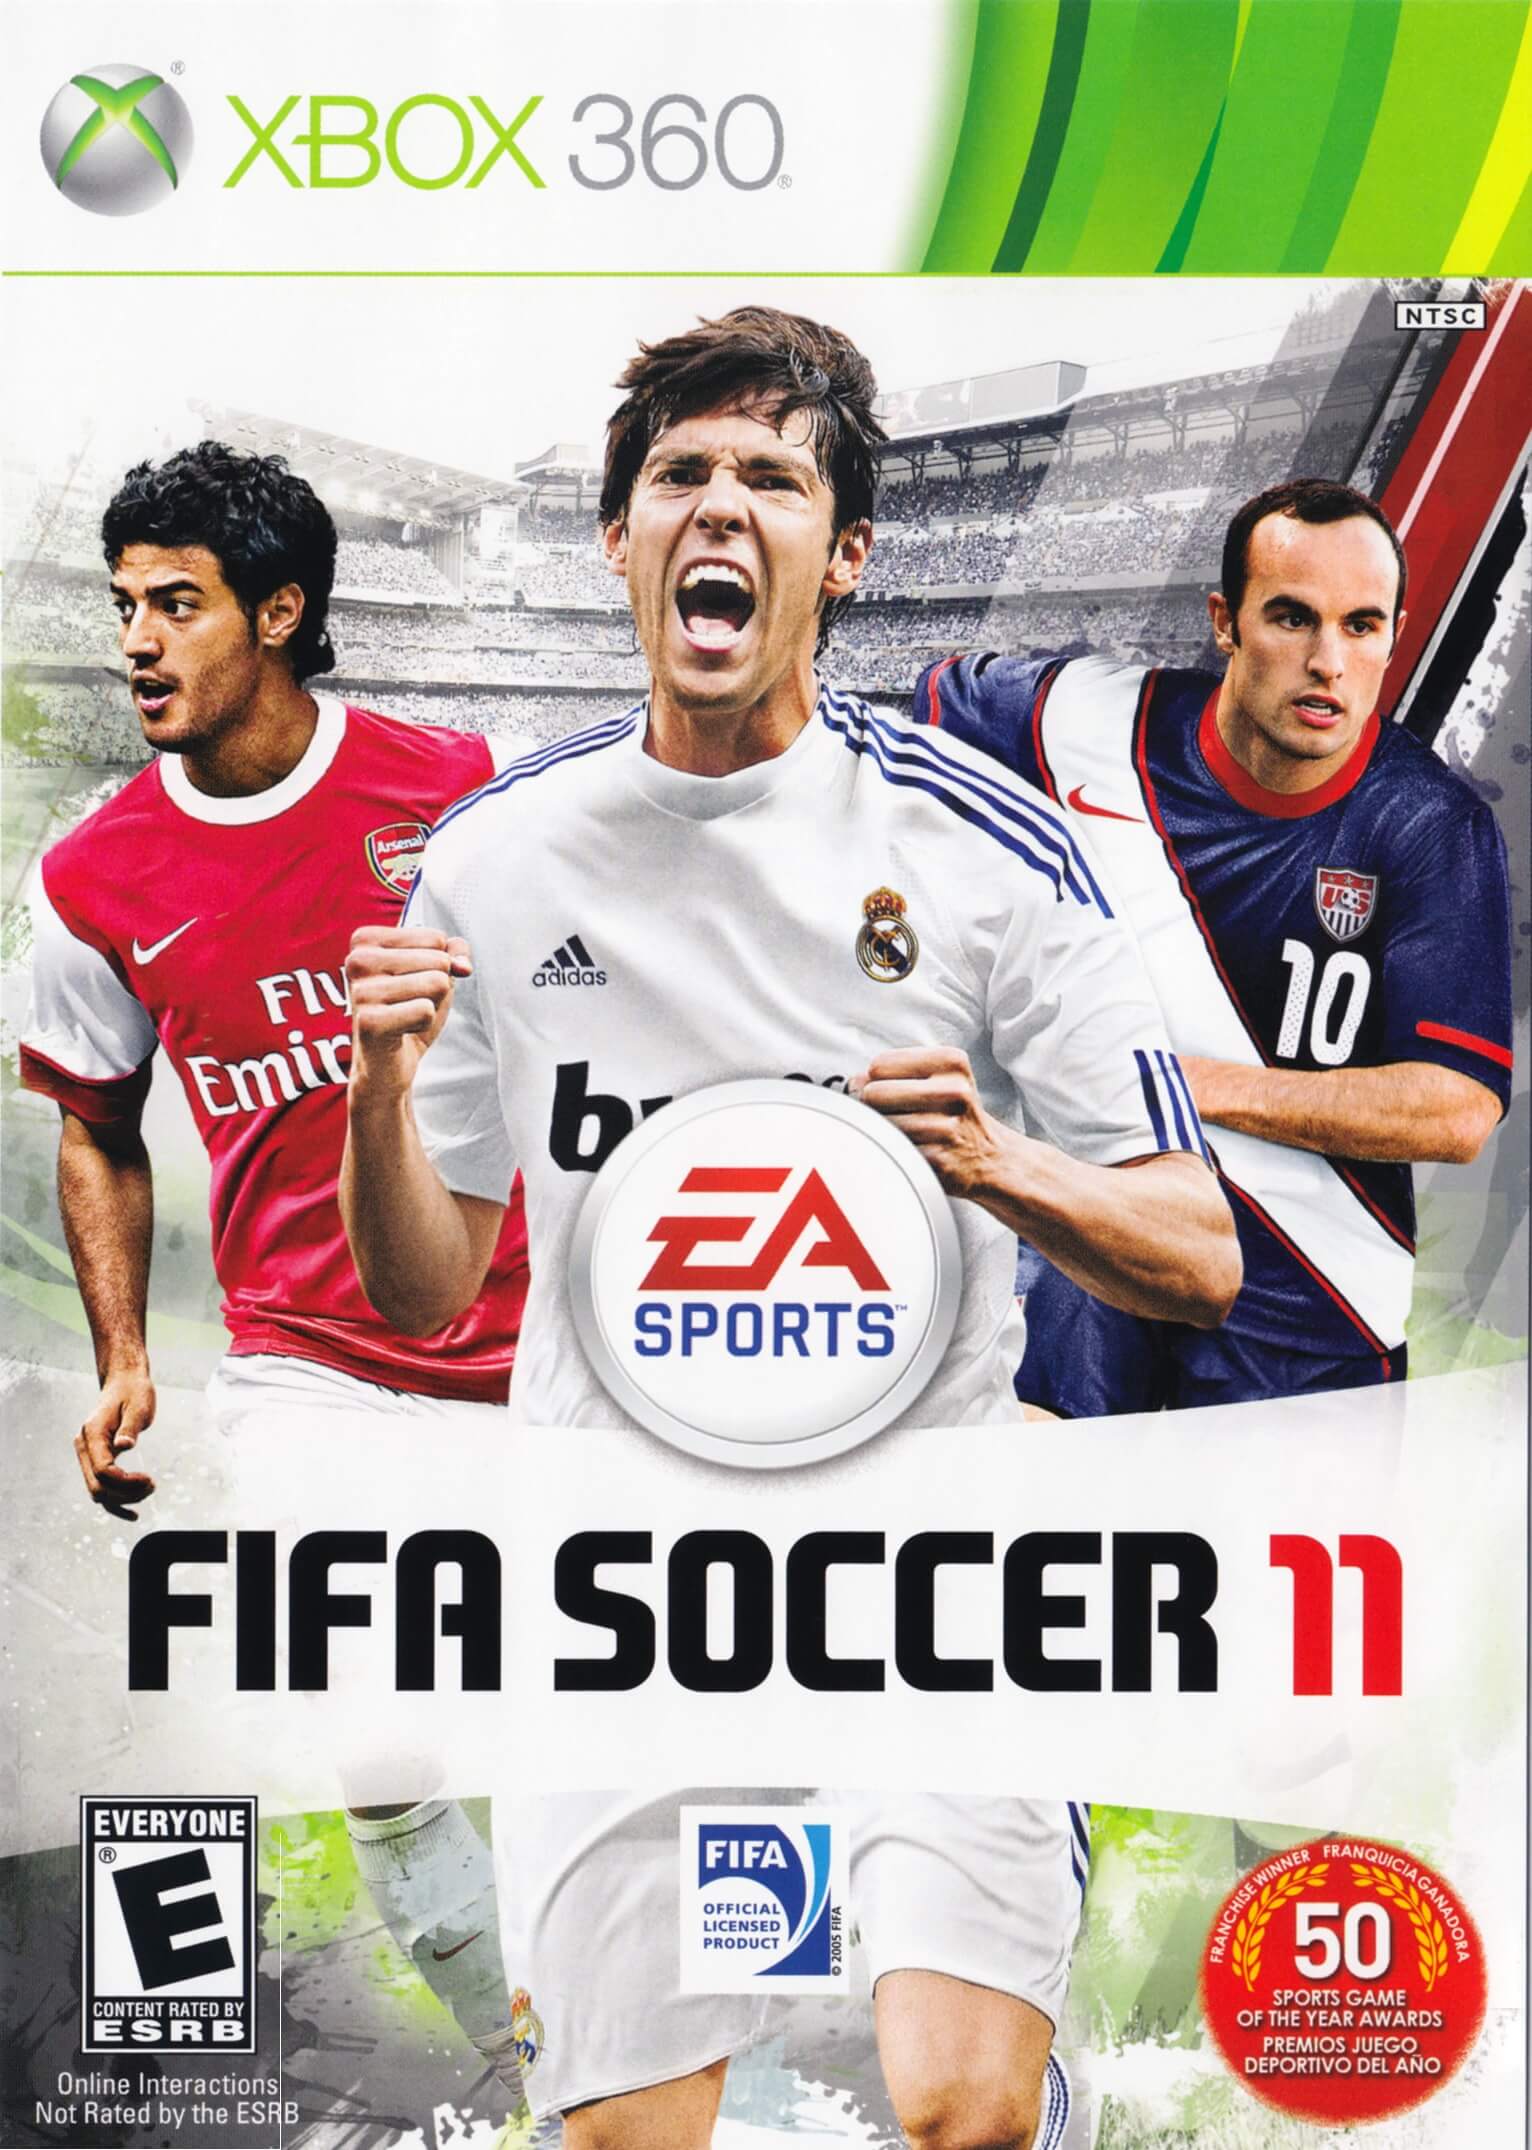 XBOX 360
NTSC
Arsenal
Fly
Emir
adidas
US
10
EA
SPORTS™
FIFA SOCCER 11
EVERYONE
E
CONTENT RATED BY
ESRB
Online Interactions
Not Rated by the ESRB
FIFA
OFFICIAL
LICENSED
PRODUCT
© 2005 FIFA
FRANCHISE WINNER FRANQUICIA GANADORA
50
SPORTS GAME
OF THE YEAR AWARDS
PREMIOS JUEGO
DEPORTIVO DEL AÑO